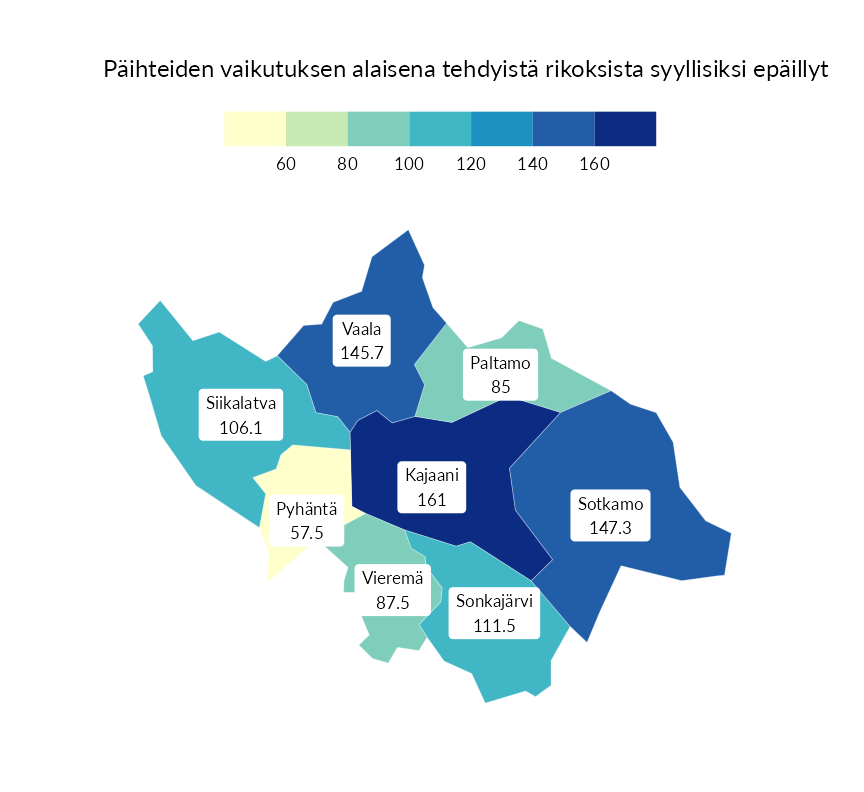 Päihteiden vaikutuksen alaisena tehdyistä rikoksista syyllisiksi epäillyt
60 80 100 120 140 160
Vaala
145.7
Paltamo
85
Siikalatva
106.1
Kajaani
161
Sotkamo
147.3
Pyhäntä
57.5
Vieremä
87.5
Sonkajärvi
111.5